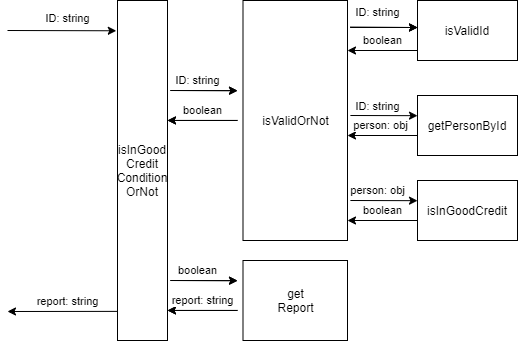 ID: string
isInGood
Credit
Condition
OrNot
report: string
ID: string
boolean
isValidOrNot
ID: string
boolean
isValidId
ID: string
person: obj
getPersonById
person: obj
boolean
isInGoodCredit
boolean
report: string
get
Report